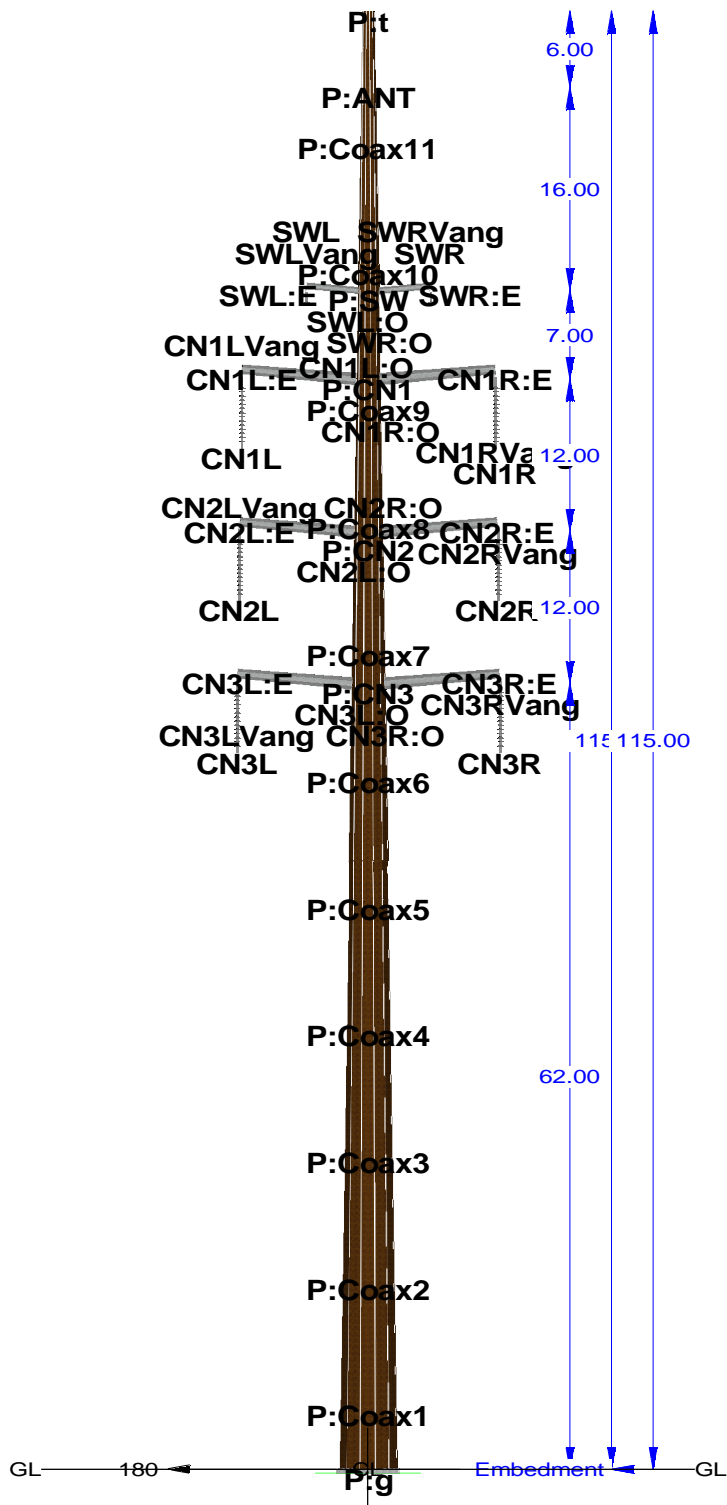 P:t
6.00
P:ANT
P:Coax11
16.00
SWL SWRVang
SWLVang SWR
P:Coax10
SWL:E P:SW SWR:E
SWL:O
7.00
CN1LVang SWR:O
CN1L:O
CN1L:E P:CN1 CN1R:E
P:Coax9
CN1R:O
CN1L 12.00
CN1R
CN2LVang CN2R:O
CN2L:E P:Coax8 CN2R:E
P:CN2 CN2RVang
CN2L:O
CN2L CN2R 12.00
P:Coax7
CN3L:E P:CN3 CN3R:E
CN3L:O CN3RVang
CN3LVang CN3R:O 115.00
CN3L CN3R
P:Coax6
P:Coax5
P:Coax4
62.00
P:Coax3
P:Coax2
P:Coax1
GL 180 CL Embedment GL
P:g